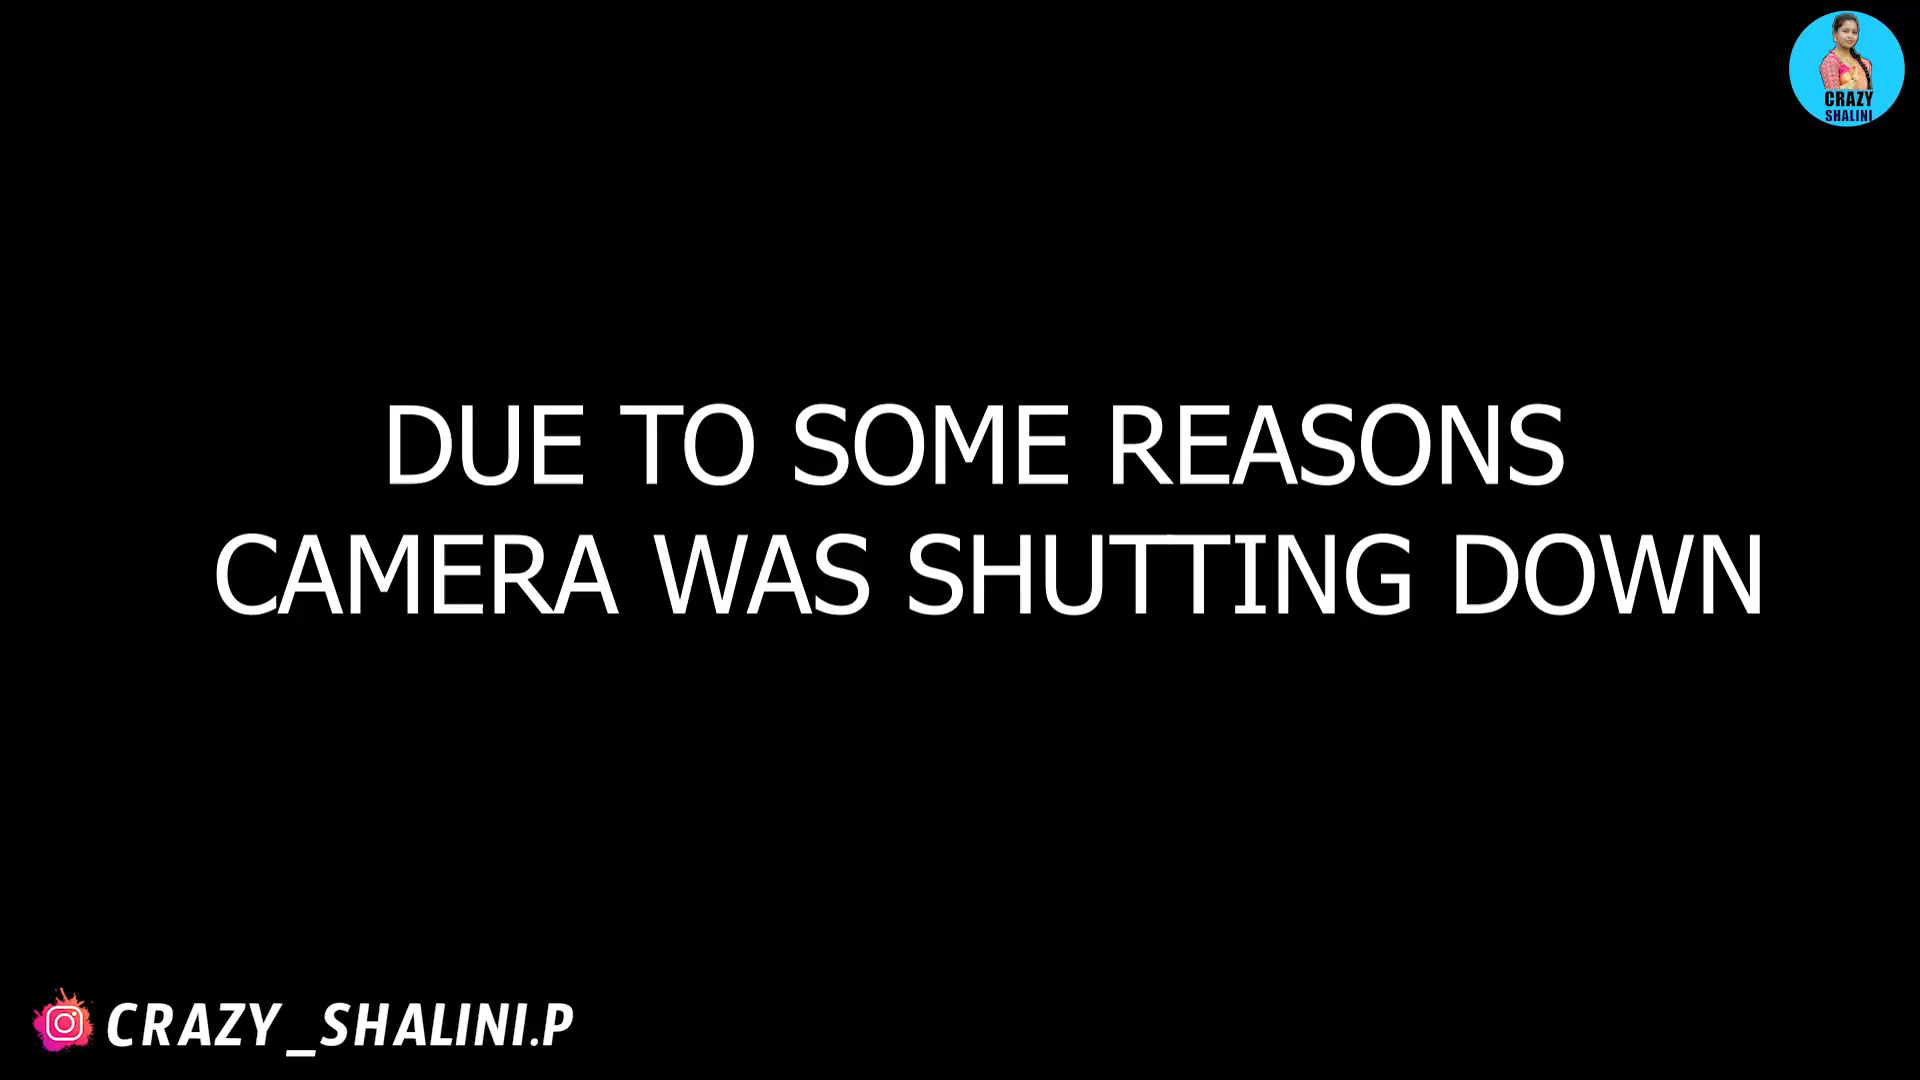 CRAZY
SHALINI
DUE TO SOME REASONS
CAMERA WAS SHUTTING DOWN
CRAZY_SHALINI.P